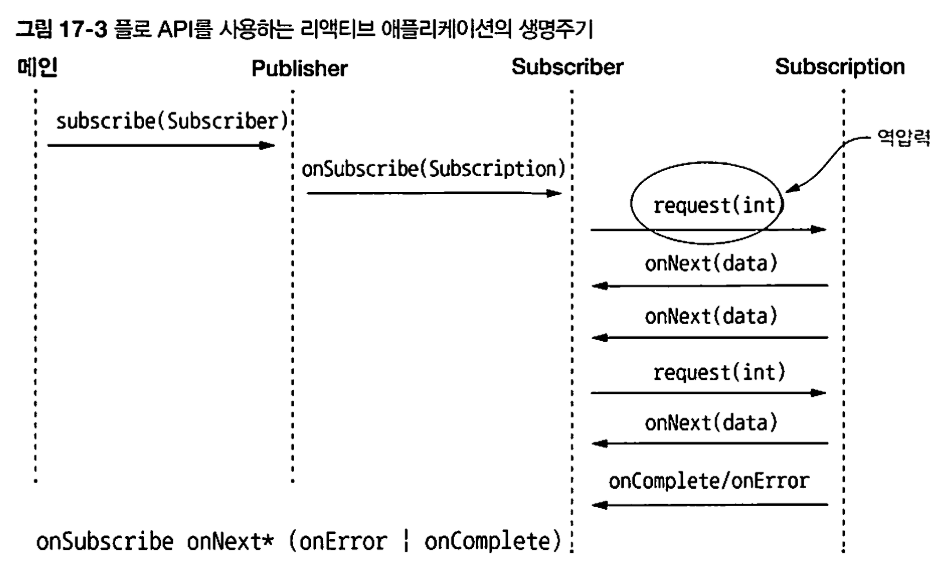 그림 17-3 플로 API를 사용하는 리액티브 애플리케이션의 생명주기
메인 Publisher Subscriber Subscription
subscribe(Subscriber)
역압력
onSubscribe(Subscription)
request(int)
onNext(data)
onNext(data)
request(int)
onNext(data)
onComplete/onError
onSubscribe onNext* (onError | onComplete)